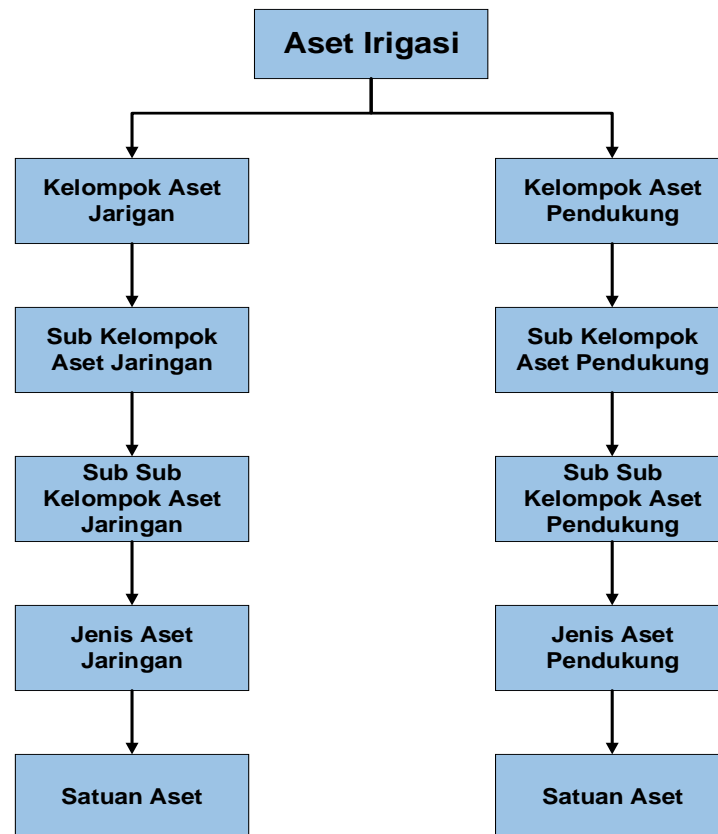 Aset Irigasi
Kelompok Aset
Jarigan
Kelompok Aset
Pendukung
Sub Kelompok
Aset Jaringan
Sub Kelompok
Aset Pendukung
Sub Sub
Kelompok Aset
Jaringan
Sub Sub
Kelompok Aset
Pendukung
Jenis Aset
Jaringan
Jenis Aset
Pendukung
Satuan Aset
Satuan Aset